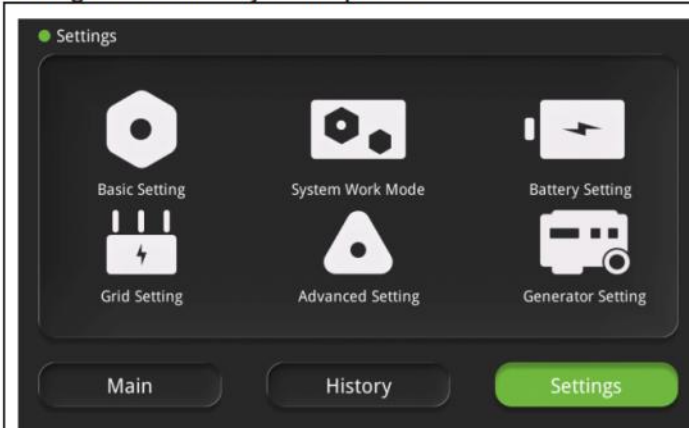 Settings
Basic Setting
System Work Mode
Battery Setting
Grid Setting
Advanced Setting
Generator Setting
Main
History
Settings